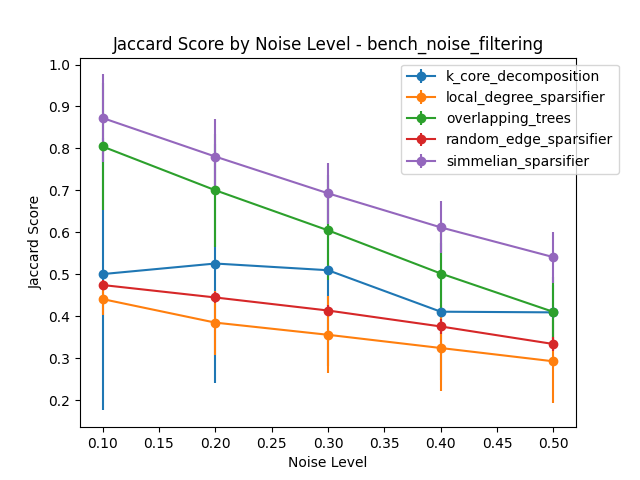 Jaccard Score by Noise Level - bench_noise_filtering
k_core_decomposition
local_degree_sparsifier
overlapping_trees
random_edge_sparsifier
simmelian_sparsifier
Jaccard Score
1.0
0.9
0.8
0.7
0.6
0.5
0.4
0.3
0.2
0.10 0.15 0.20 0.25 0.30 0.35 0.40 0.45 0.50
Noise Level